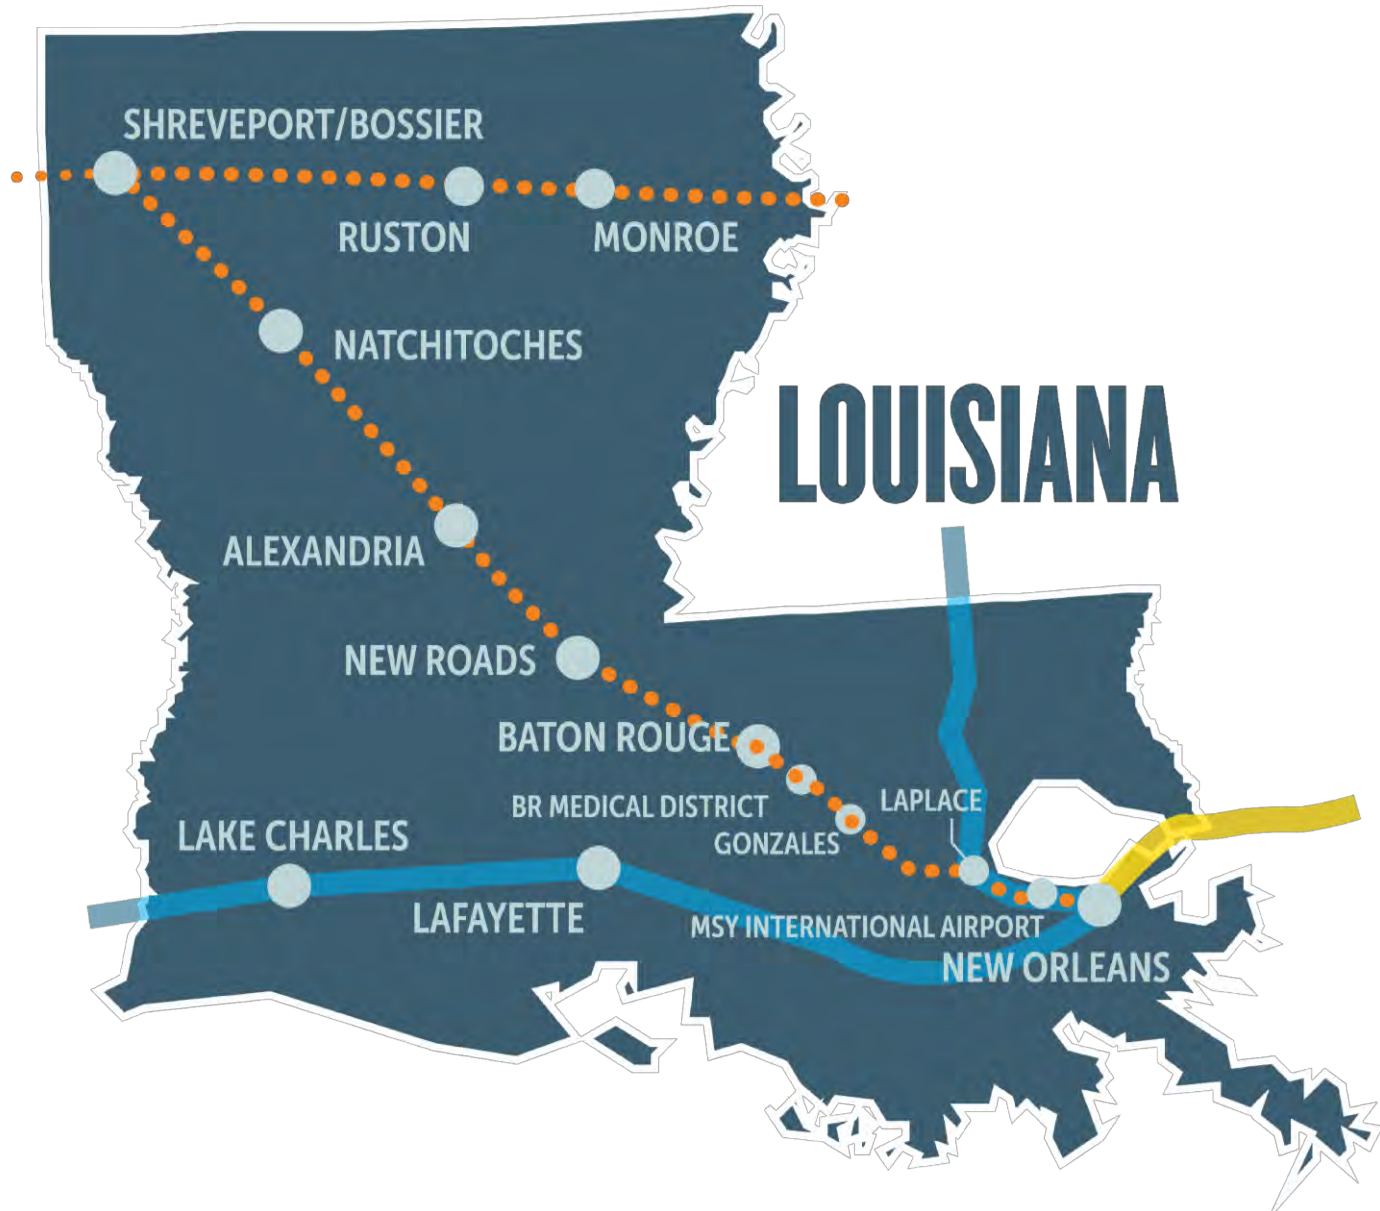 SHREVEPORT/BOSSIER
RUSTON
MONROE
NATCHITOCHES
LOUISIANA
ALEXANDRIA
NEW ROADS
BATON ROUGE
BR MEDICAL DISTRICT
LAPLACE
GONZALES
LAKE CHARLES
LAFAYETTE
MSY INTERNATIONAL AIRPORT
NEW ORLEANS